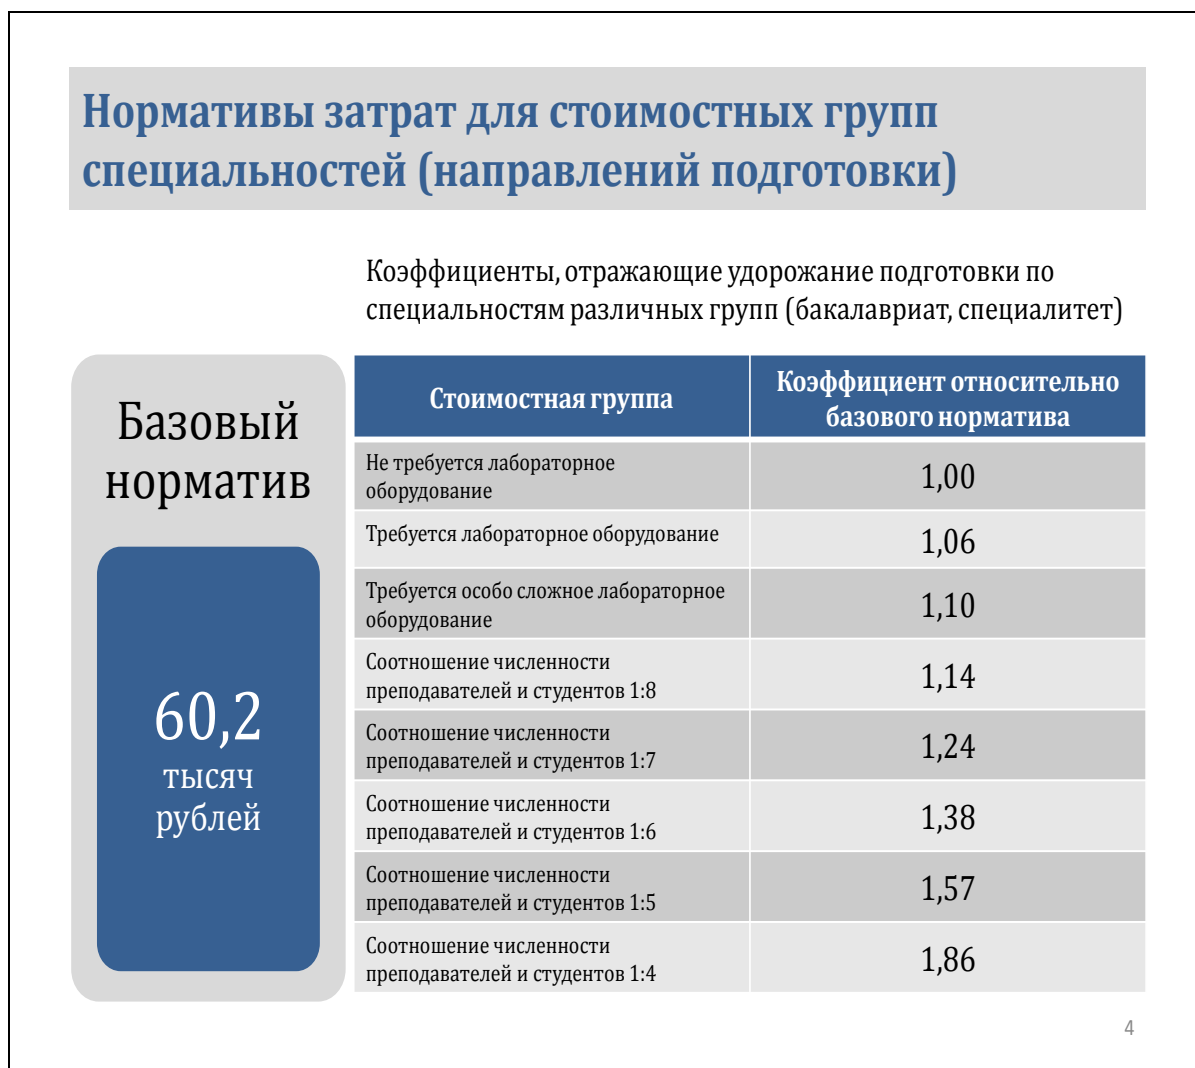 Нормативы затрат для стоимостных групп
специальностей (направлений подготовки)
Коэффициенты, отражающие удорожание подготовки по
специальностям различных групп (бакалавриат, специалитет)
Базовый
норматив
60,2
тысяч
рублей
Стоимостная группа
Коэффициент относительно
базового норматива
Не требуется лабораторное
оборудование
1,00
Требуется лабораторное оборудование
1,06
Требуется особо сложное лабораторное
оборудование
1,10
Соотношение численности
преподавателей и студентов 1:8
1,14
Соотношение численности
преподавателей и студентов 1:7
1,24
Соотношение численности
преподавателей и студентов 1:6
1,38
Соотношение численности
преподавателей и студентов 1:5
1,57
Соотношение численности
преподавателей и студентов 1:4
1,86
4